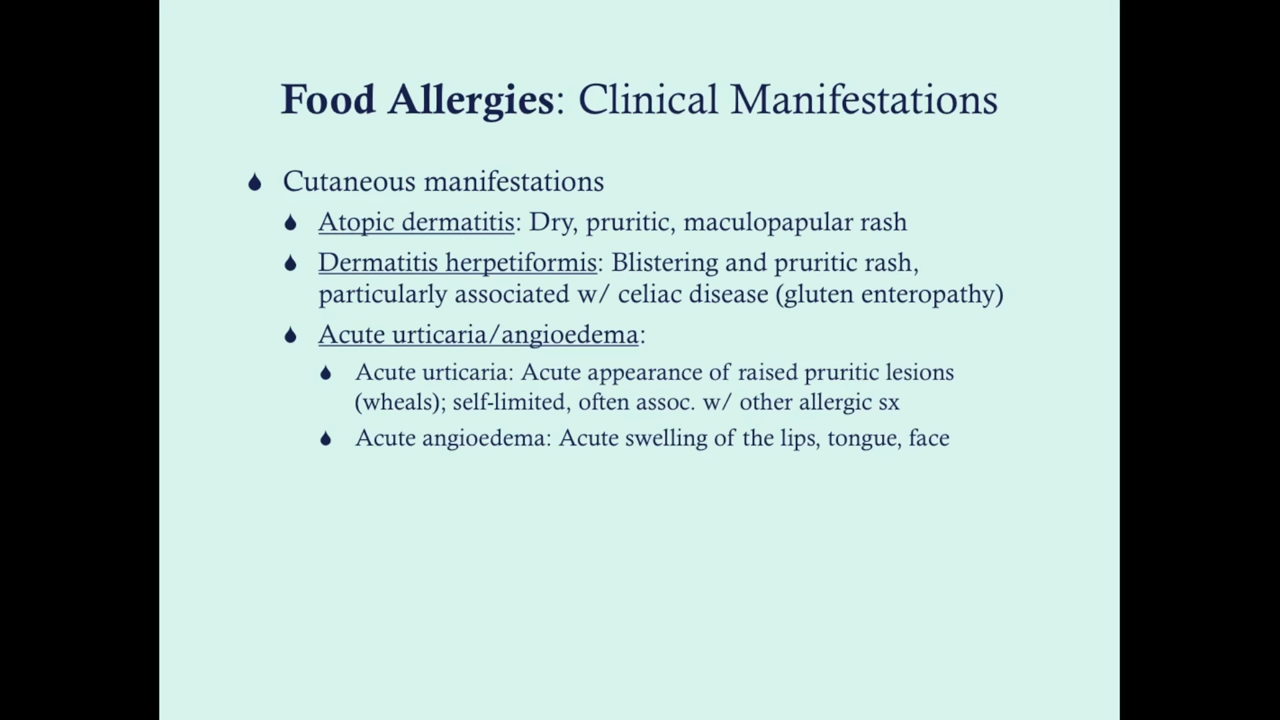 Food Allergies: Clinical Manifestations
Cutaneous manifestations
Atopic dermatitis: Dry, pruritic, maculopapular rash
Dermatitis herpetiformis: Blistering and pruritic rash,
particularly associated w/ celiac disease (gluten enteropathy)
Acute urticaria/angioedema:
Acute urticaria: Acute appearance of raised pruritic lesions
(wheals); self-limited, often assoc. w/ other allergic sx
Acute angioedema: Acute swelling of the lips, tongue, face